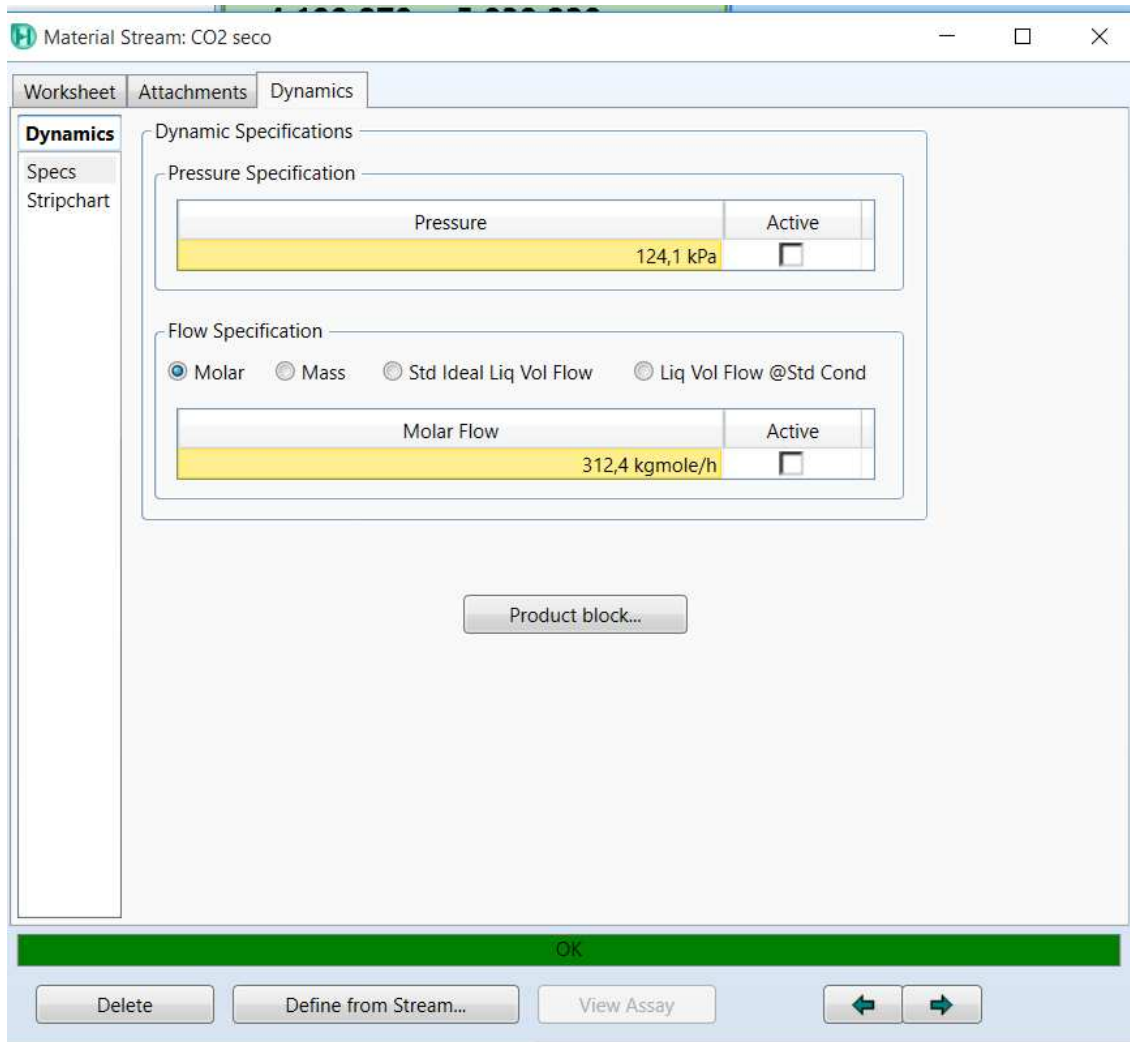 Material Stream: CO2 seco
Worksheet Attachments Dynamics
Dynamics
Specs
Stripchart
Dynamic Specifications
Pressure Specification
Pressure Active
124,1 kPa
Flow Specification
Molar Mass Std Ideal Liq Vol Flow Liq Vol Flow @Std Cond
Molar Flow Active
312,4 kgmole/h
Product block...
OK
Delete Define from Stream... View Assay